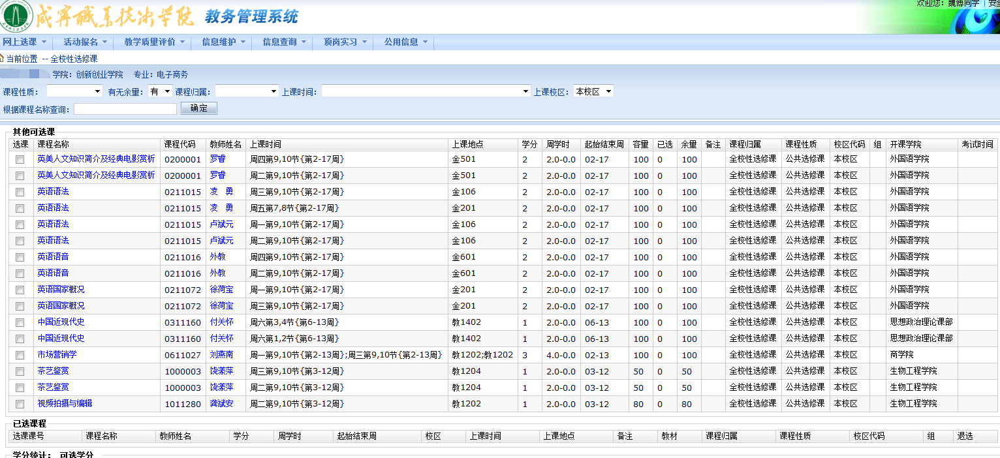 咸宁职业技术学院 教务管理系统
欢迎您：魏博同学 | 安全
网上选课 活动报名 教学质量评价 信息维护 信息查询 顶岗实习 公用信息
当前位置 -- 全校性选修课
学院：创新创业学院 专业：电子商务
课程性质： 有无余量： 有 课程归属： 上课时间： 上课校区： 本校区
根据课程名称查询： 确定
其他可选课
选课 课程名称 课程代码 教师姓名 上课时间 上课地点 学分 周学时 起始结束周 容量 已选 余量 备注 课程归属 课程性质 校区代码 组 开课学院 考试时间
英美人文知识简介及经典电影赏析 0200001 罗睿 周四第9,10节{第2-17周} 金501 2 2.0-0.0 02-17 100 0 100 全校性选修课 公共选修课 本校区 外国语学院
英美人文知识简介及经典电影赏析 0200001 罗睿 周二第9,10节{第2-17周} 金501 2 2.0-0.0 02-17 100 0 100 全校性选修课 公共选修课 本校区 外国语学院
英语语法 0211015 凌 勇 周三第9,10节{第2-17周} 金106 2 2.0-0.0 02-17 100 0 100 全校性选修课 公共选修课 本校区 外国语学院
英语语法 0211015 凌 勇 周五第7,8节{第2-17周} 金201 2 2.0-0.0 02-17 100 0 100 全校性选修课 公共选修课 本校区 外国语学院
英语语法 0211015 卢斌元 周一第9,10节{第2-17周} 金106 2 2.0-0.0 02-17 100 0 100 全校性选修课 公共选修课 本校区 外国语学院
英语语法 0211015 卢斌元 周二第9,10节{第2-17周} 金106 2 2.0-0.0 02-17 100 0 100 全校性选修课 公共选修课 本校区 外国语学院
英语语音 0211016 外教 周四第9,10节{第2-17周} 金601 2 2.0-0.0 02-17 100 0 100 全校性选修课 公共选修课 本校区 外国语学院
英语语音 0211016 外教 周二第9,10节{第2-17周} 金601 2 2.0-0.0 02-17 100 0 100 全校性选修课 公共选修课 本校区 外国语学院
英语国家概况 0211072 徐荷宝 周一第9,10节{第2-17周} 金201 2 2.0-0.0 02-17 100 0 100 全校性选修课 公共选修课 本校区 外国语学院
英语国家概况 0211072 徐荷宝 周三第9,10节{第2-17周} 金201 2 2.0-0.0 02-17 100 0 100 全校性选修课 公共选修课 本校区 外国语学院
中国近现代史 0311160 付关怀 周六第3,4节{第6-13周} 教1402 1 2.0-0.0 06-13 100 0 100 全校性选修课 公共选修课 本校区 思想政治理论课部
中国近现代史 0311160 付关怀 周六第1,2节{第6-13周} 教1402 1 2.0-0.0 06-13 100 0 100 全校性选修课 公共选修课 本校区 思想政治理论课部
市场营销学 0611027 刘燕南 周一第9,10节{第2-13周};周三第9,10节{第2-13周} 教1202;教1202 3 4.0-0.0 02-13 100 0 100 全校性选修课 公共选修课 本校区 商学院
茶艺鉴赏 1000003 饶漾萍 周三第9,10节{第3-12周} 教1204 1 2.0-0.0 03-12 50 0 50 全校性选修课 公共选修课 本校区 生物工程学院
茶艺鉴赏 1000003 饶漾萍 周二第9,10节{第3-12周} 教1204 1 2.0-0.0 03-12 50 0 50 全校性选修课 公共选修课 本校区 生物工程学院
视频拍摄与编辑 1011280 龚斌安 周二第9,10节{第3-12周} 教1202 1 2.0-0.0 03-12 80 0 80 全校性选修课 公共选修课 本校区 生物工程学院
已选课程
选课课号 课程名称 教师姓名 学分 周学时 起始结束周 校区 上课时间 上课地点 备注 教材 课程归属 课程性质 校区代码 组 退选
学分统计： 可选学分